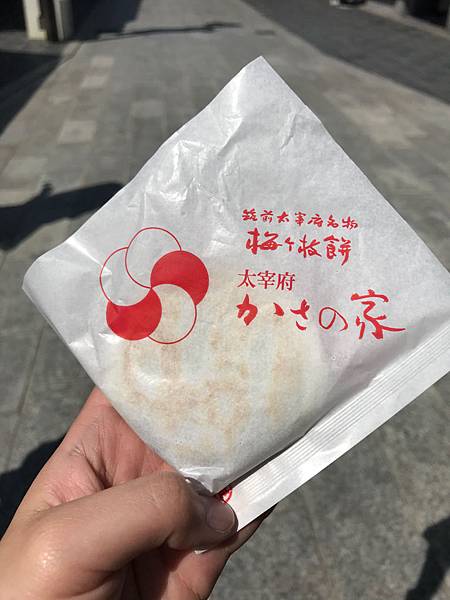 筑前太宰府名物
梅ヶ枝餅
太宰府
かさの家